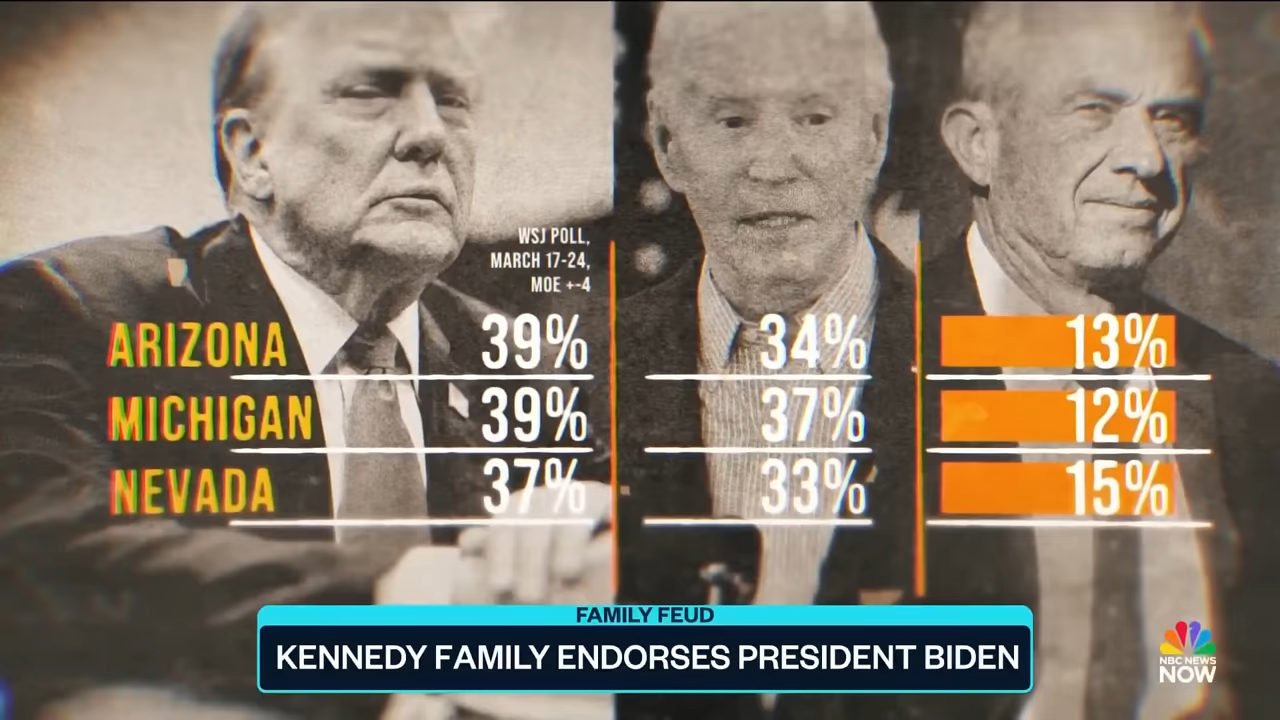 WSJ POLL,
MARCH 17-24,
MOE +-4
ARIZONA 39% 34% 13%
MICHIGAN 39% 37% 12%
NEVADA 37% 33% 15%
FAMILY FEUD
KENNEDY FAMILY ENDORSES PRESIDENT BIDEN
NBC NEWS
NOW